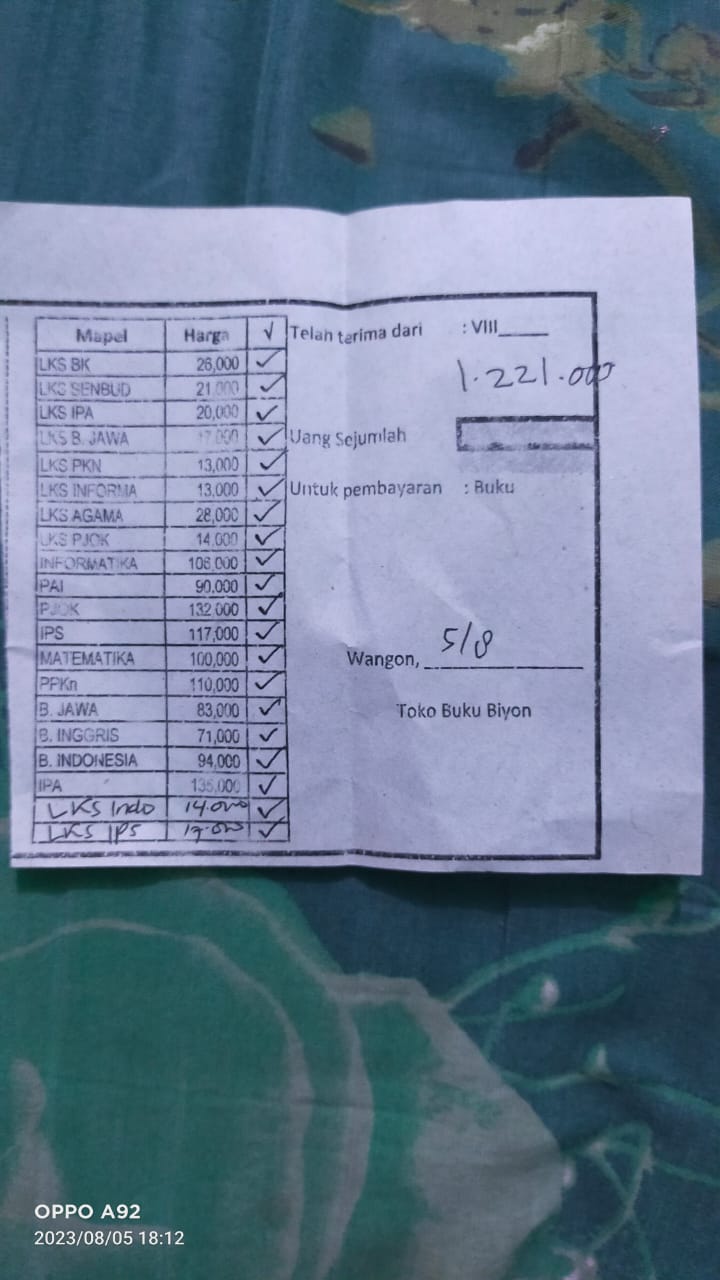 Mapel Harga √
LKS BK 26,000 ✓
LKS SENBUD 21,000 ✓
LKS IPA 20,000 ✓
LKS B. JAWA 17,000 ✓
LKS PKN 13,000 ✓
LKS INFORMA 13,000 ✓
LKS AGAMA 28,000 ✓
LKS PJOK 14,000 ✓
INFORMATIKA 106,000 ✓
PAI 90,000 ✓
PJOK 132,000 ✓
IPS 117,000 ✓
MATEMATIKA 100,000 ✓
PPKn 110,000 ✓
B. JAWA 83,000 ✓
B. INGGRIS 71,000 ✓
B. INDONESIA 94,000 ✓
IPA 135,000 ✓
LKS Indo 14.000 ✓
LKS IPS 17.000 ✓
Telah terima dari : VIII_____
1.221.000
Uang Sejumlah
Untuk pembayaran : Buku
Wangon, 5/8
Toko Buku Biyon
OPPO A92
2023/08/05 18:12